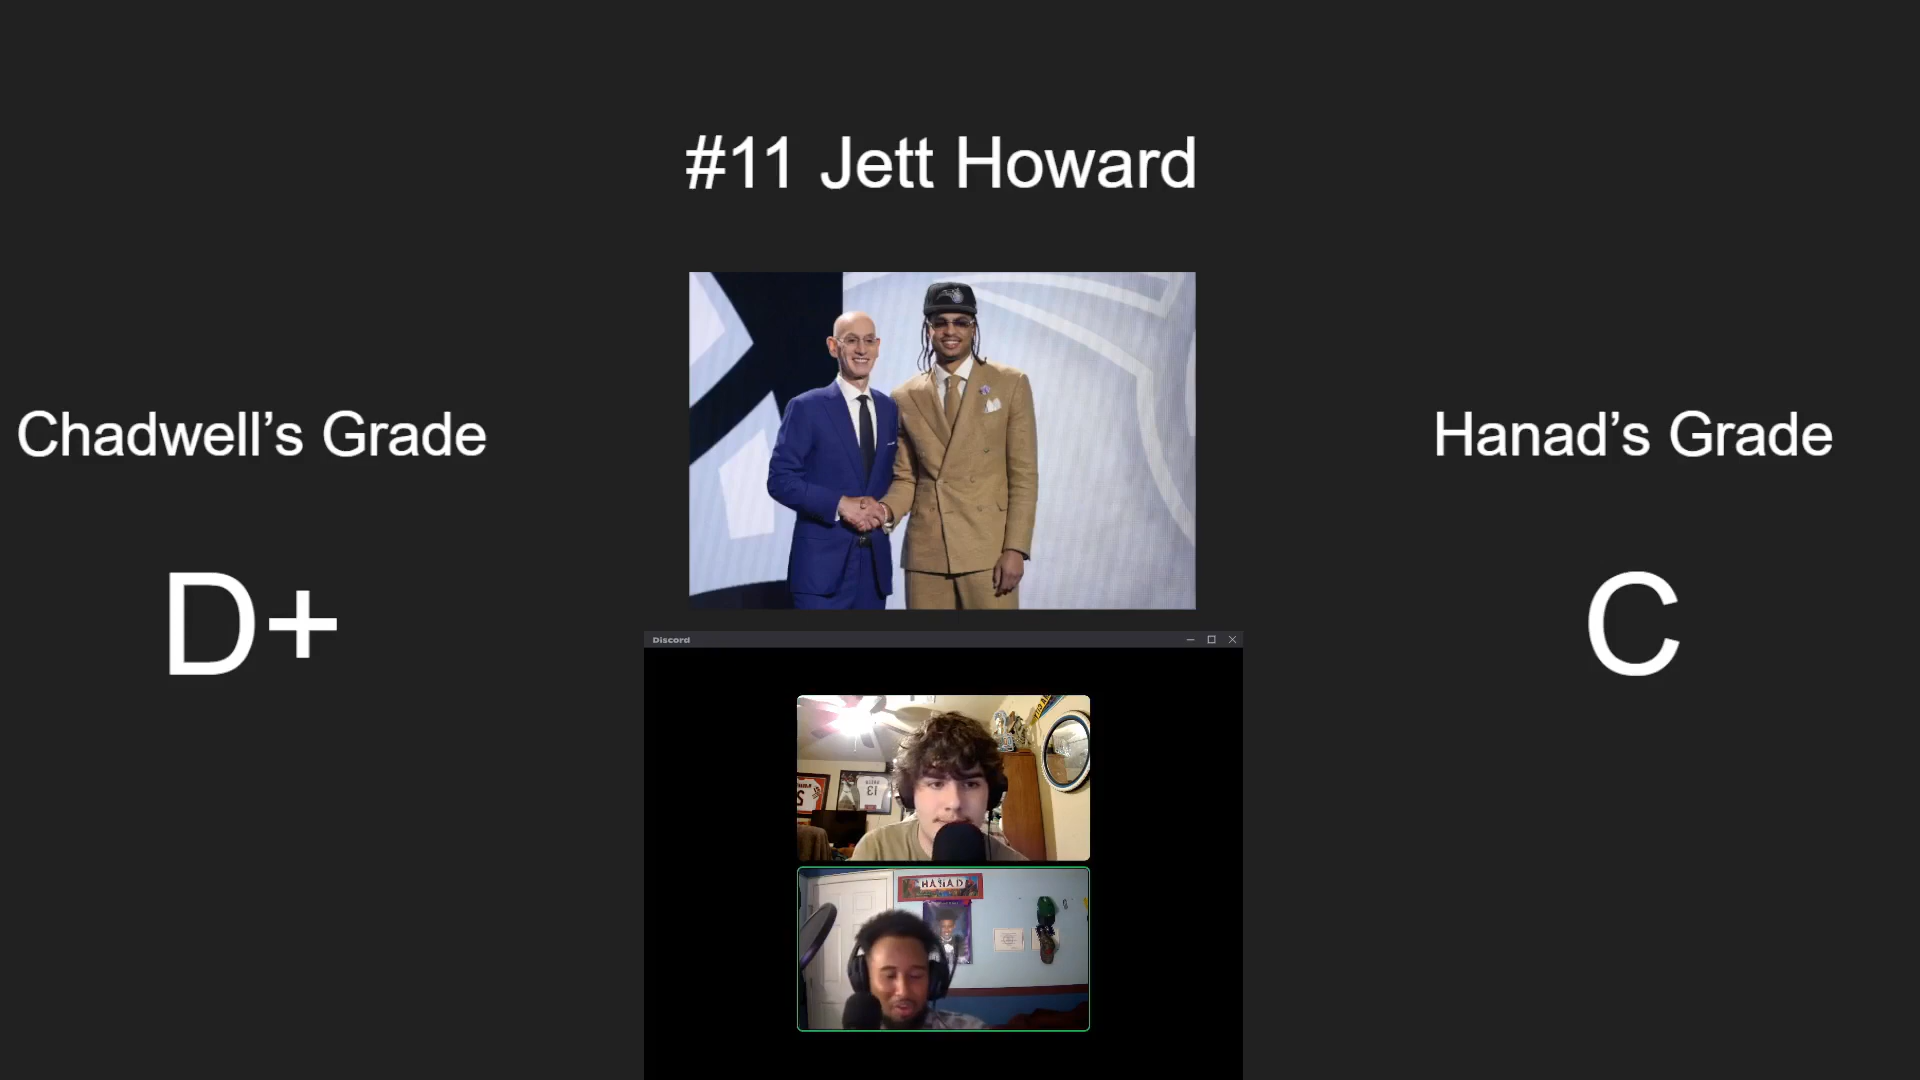 #11 Jett Howard
Chadwell's Grade
Hanad's Grade
D+
C
Discord
HANAD